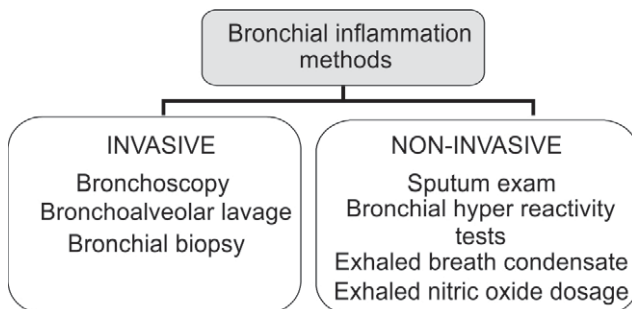 Bronchial inflammation
methods
INVASIVE
Bronchoscopy
Bronchoalveolar lavage
Bronchial biopsy
NON-INVASIVE
Sputum exam
Bronchial hyper reactivity
tests
Exhaled breath condensate
Exhaled nitric oxide dosage